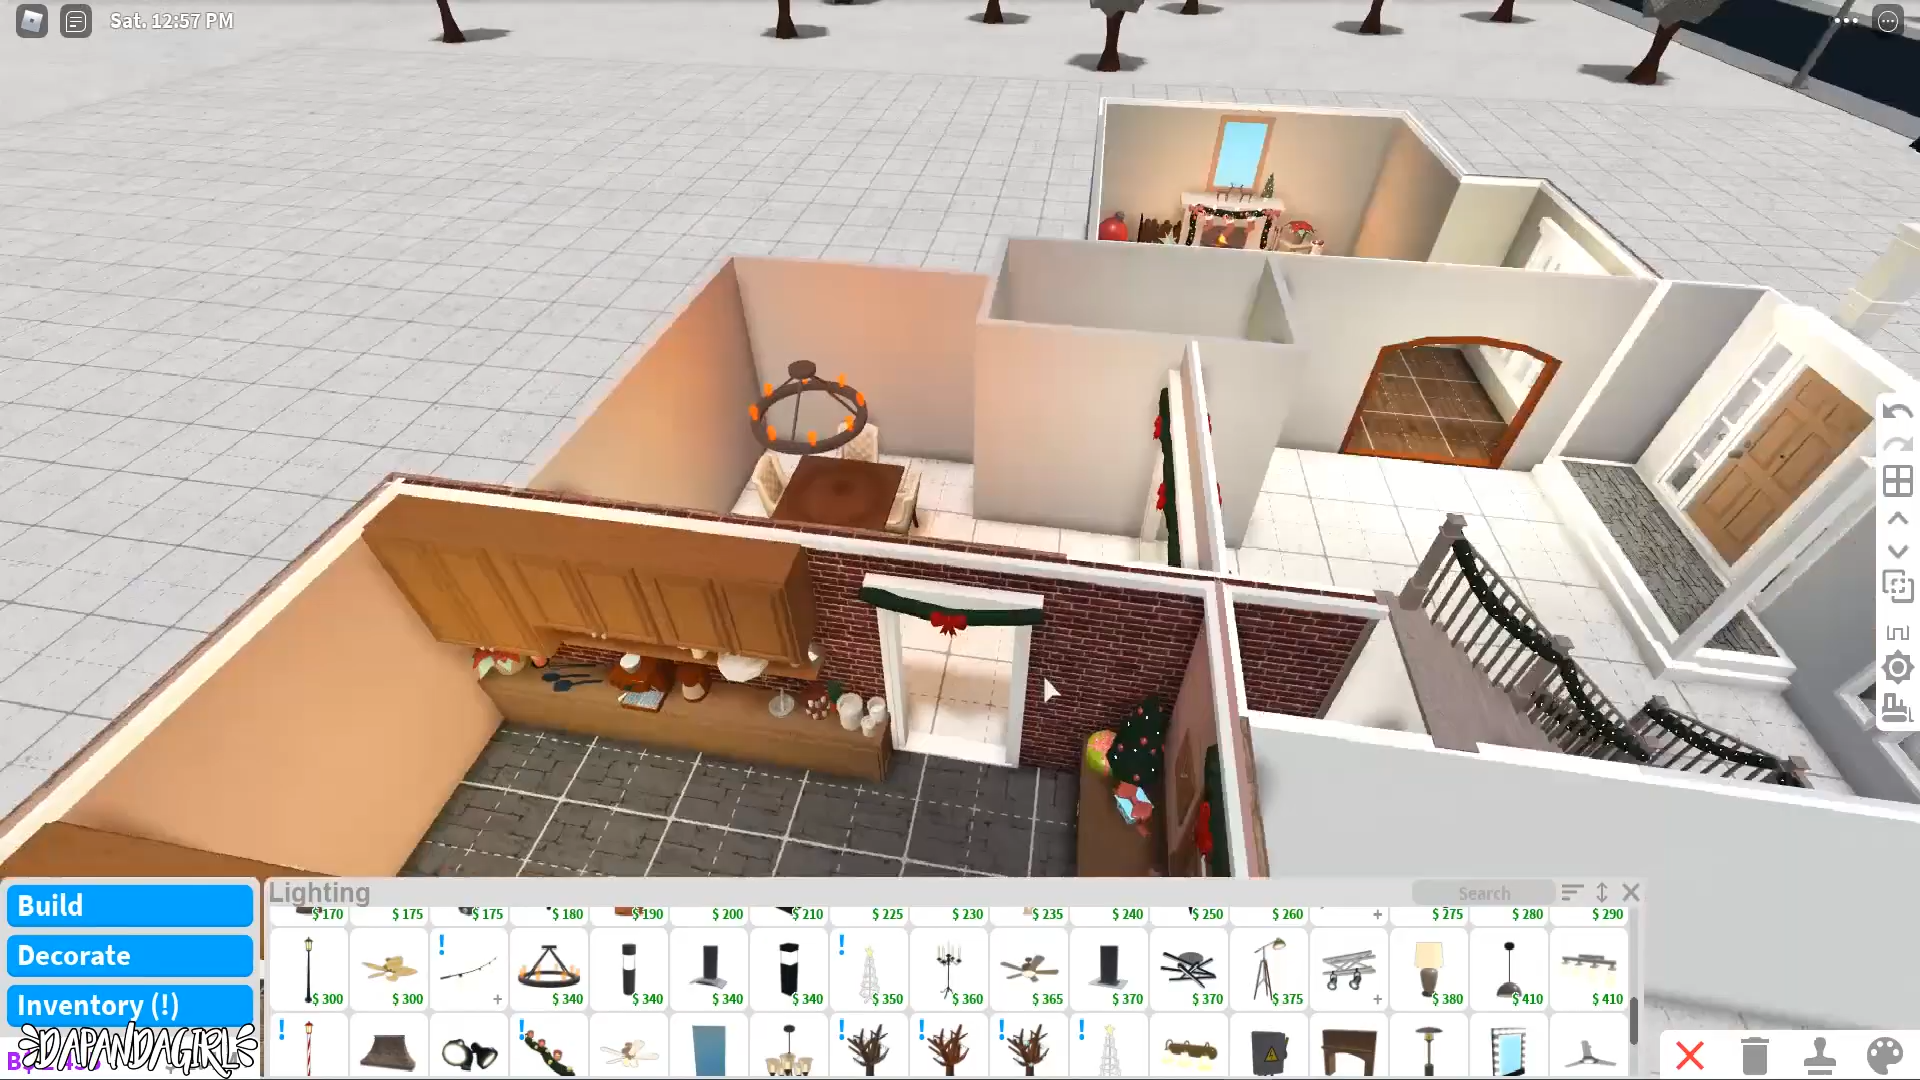 Sat. 12:57 PM
Build
Decorate
Inventory (!)
DAPANDAGIRL
Lighting
Search
$170 $175 $175 $180 $190 $200 $210 $225 $230 $235 $240 $250 $260 + $275 $280 $290
! !
$300 $300 + $340 $340 $340 $340 $350 $360 $365 $370 $370 $375 + $380 $410 $410
! ! ! ! ! !